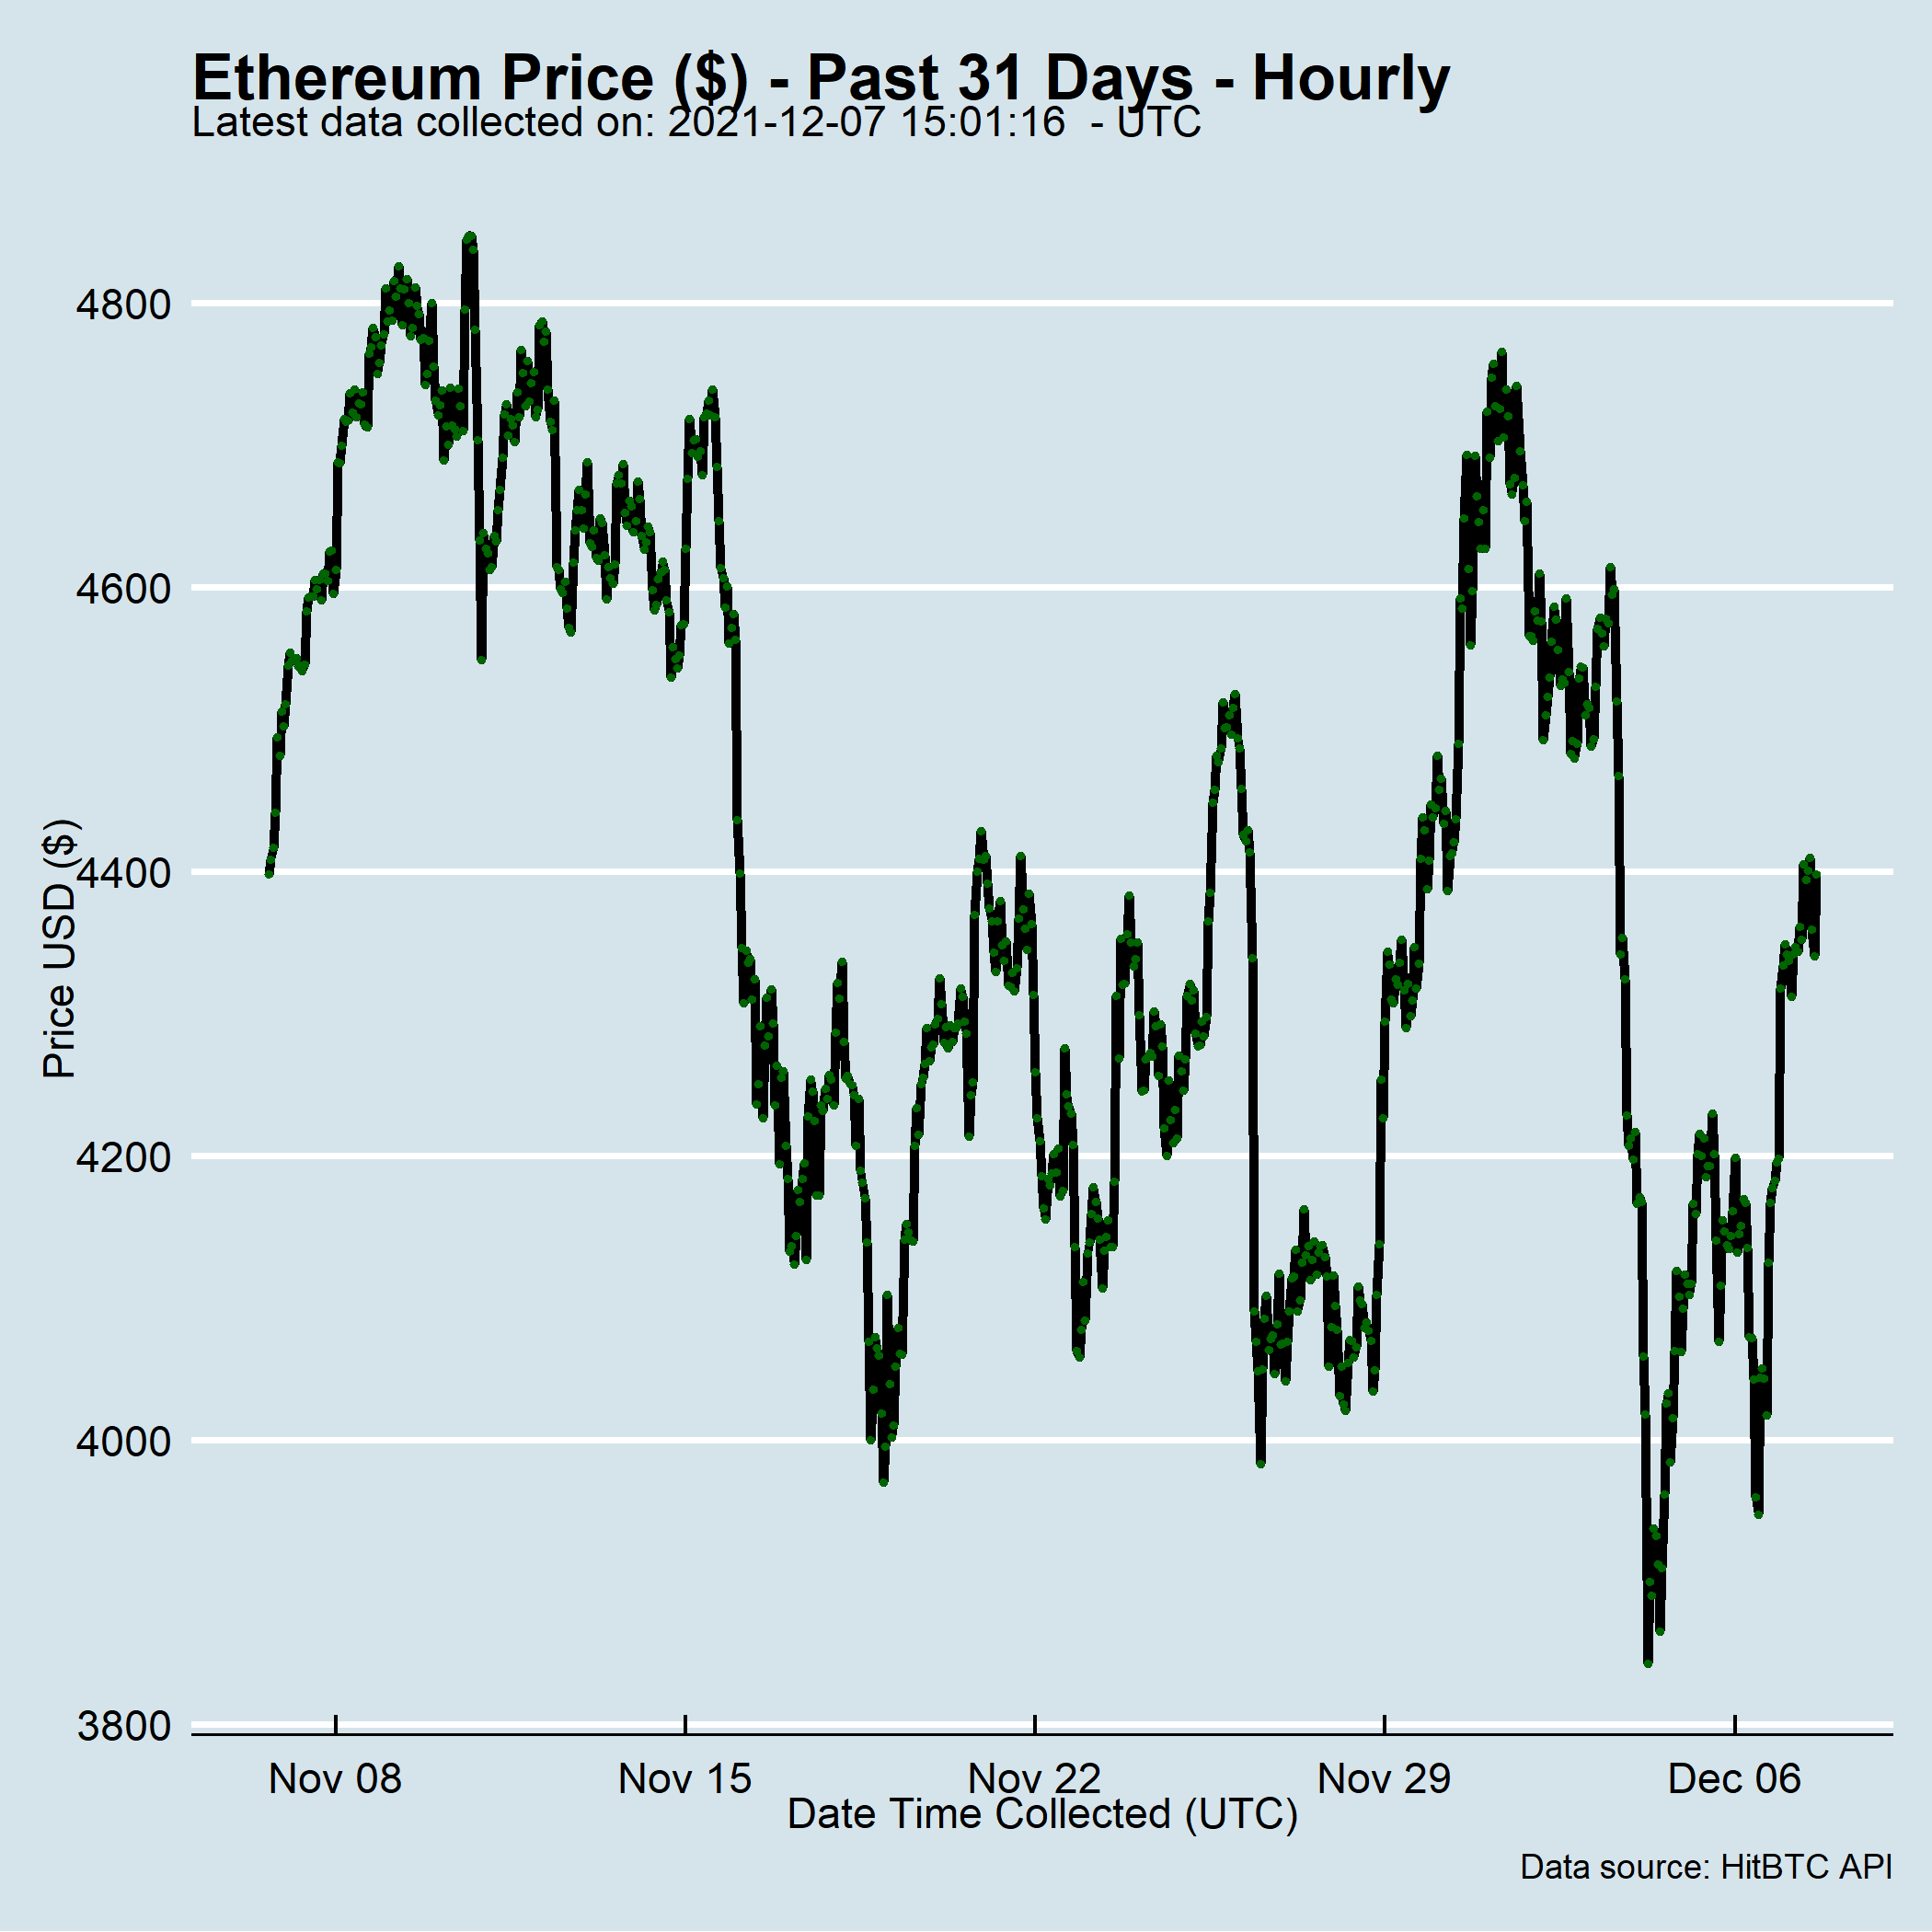 Ethereum Price ($) - Past 31 Days - Hourly
Latest data collected on: 2021-12-07 15:01:16  - UTC
Price USD ($)
4800
4600
4400
4200
4000
3800
Nov 08
Nov 15
Nov 22
Nov 29
Dec 06
Date Time Collected (UTC)
Data source: HitBTC API